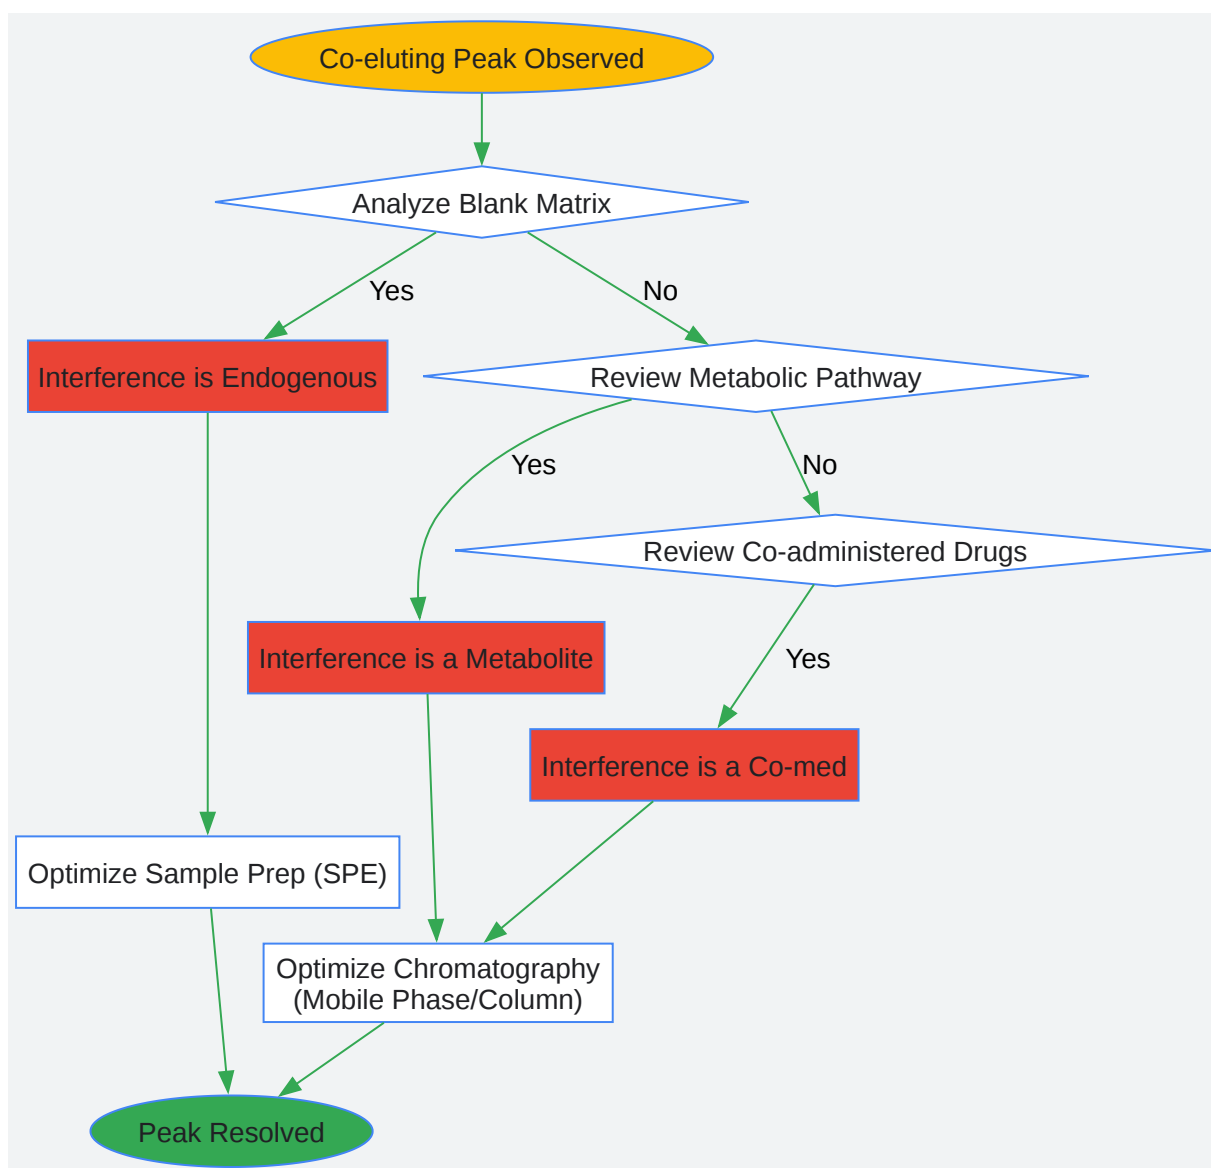 Co-eluting Peak Observed
Analyze Blank Matrix
Yes
No
Interference is Endogenous
Review Metabolic Pathway
Yes
No
Review Co-administered Drugs
Interference is a Metabolite
Yes
Interference is a Co-med
Optimize Sample Prep (SPE)
Optimize Chromatography
(Mobile Phase/Column)
Peak Resolved